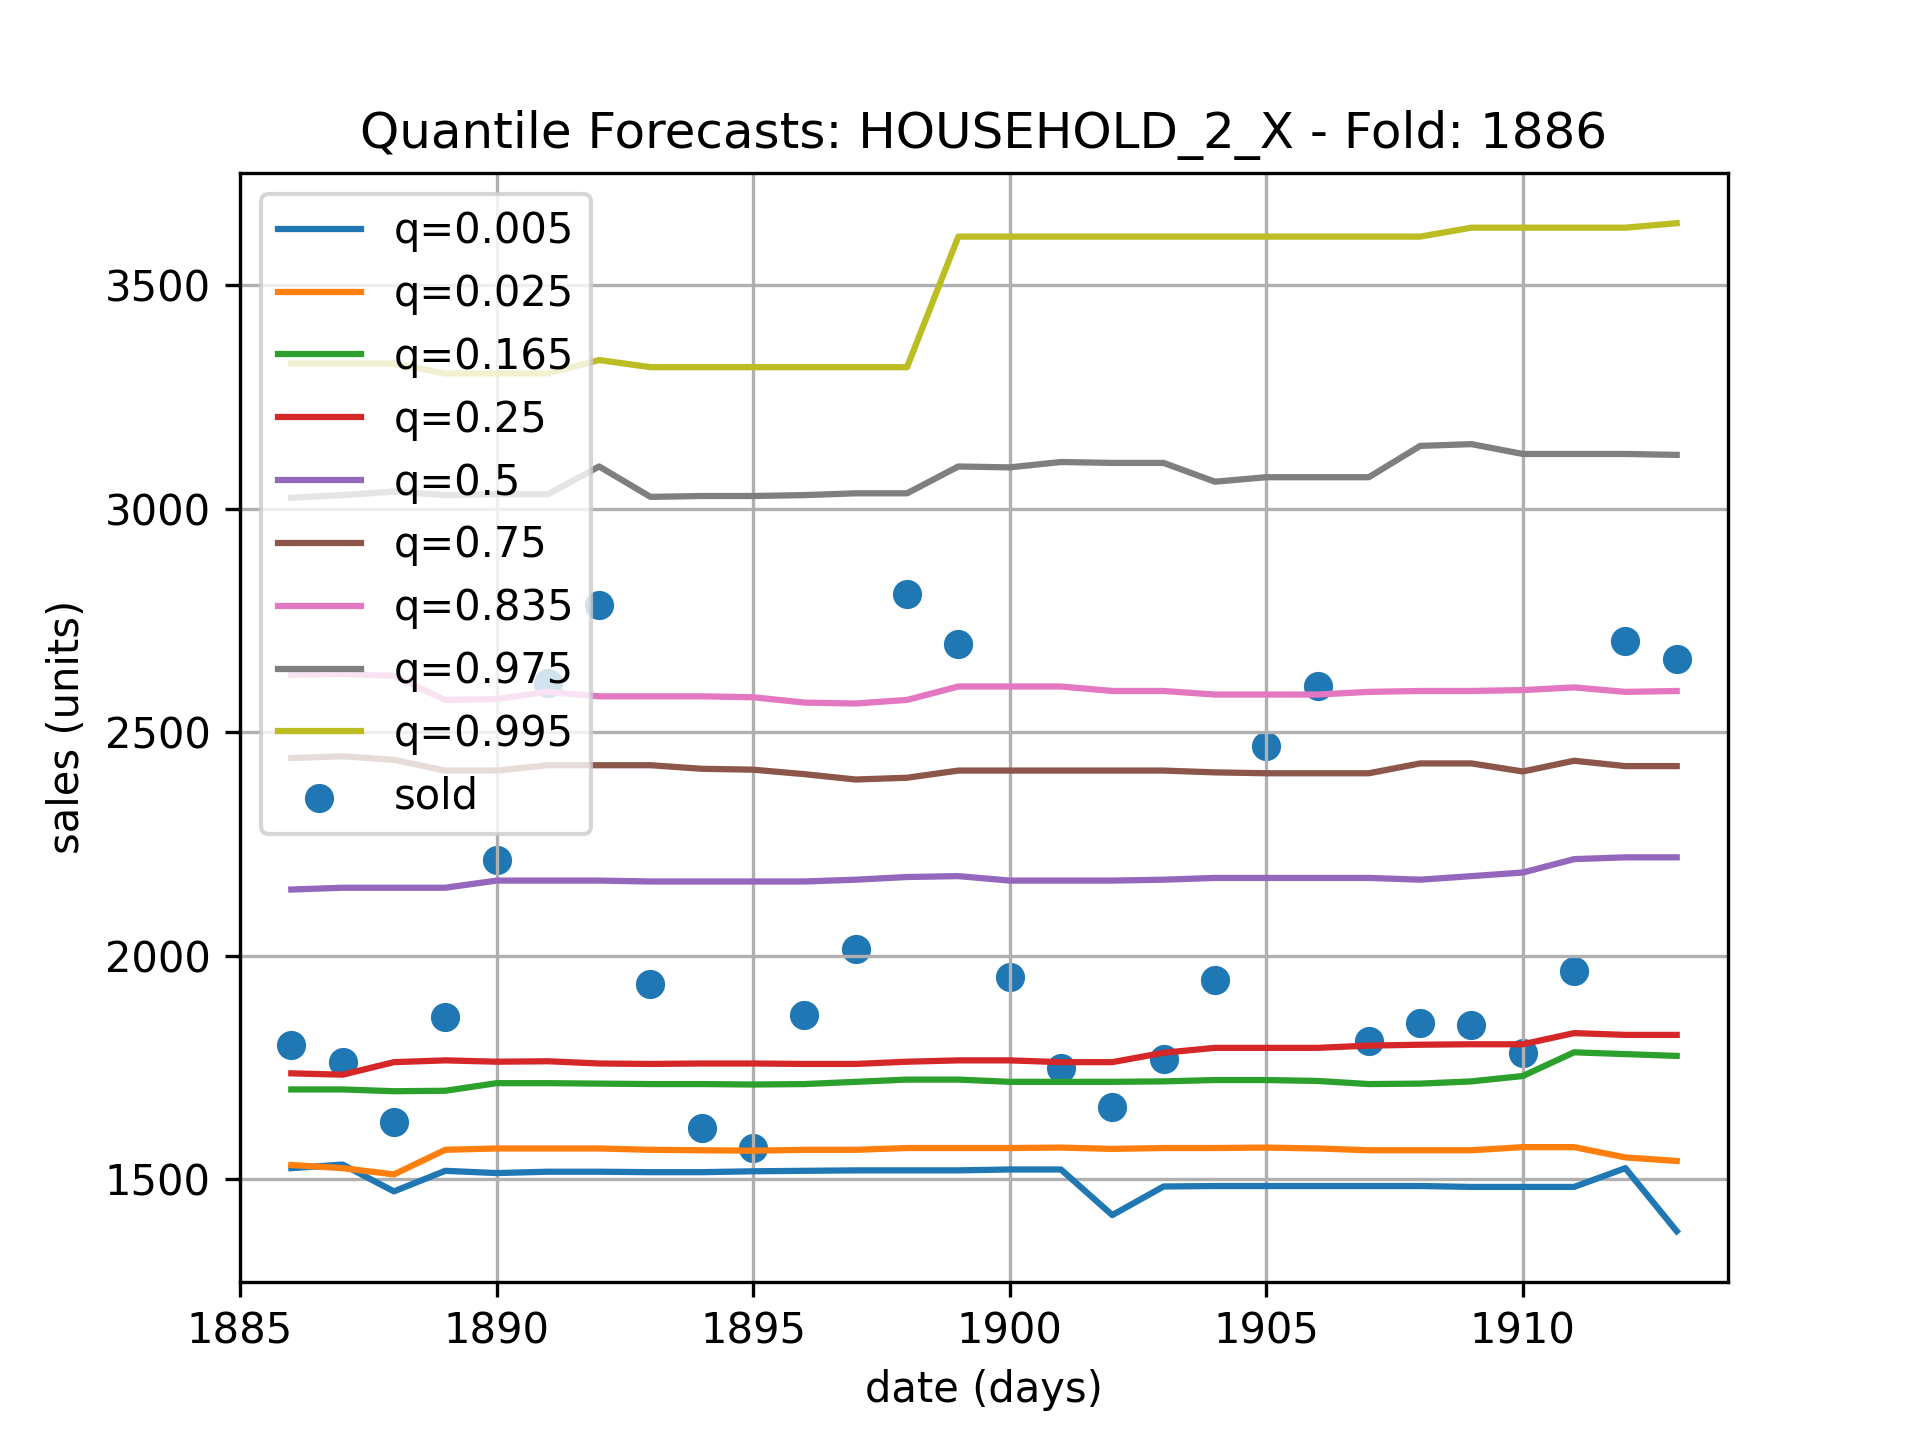 Quantile Forecasts: HOUSEHOLD_2_X - Fold: 1886
q=0.005
q=0.025
q=0.165
q=0.25
q=0.5
q=0.75
q=0.835
q=0.975
q=0.995
sold
3500
3000
2500
2000
1500
sales (units)
1885 1890 1895 1900 1905 1910
date (days)